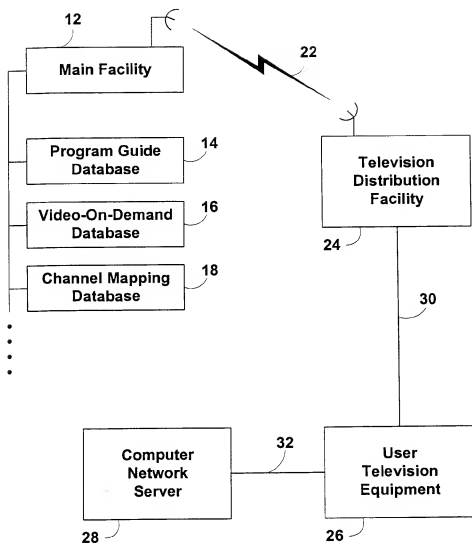 12
Main Facility
22
Program Guide
Database
14
Video-On-Demand
Database
16
Channel Mapping
Database
18
Television
Distribution
Facility
24
30
Computer
Network
Server
28
32
User
Television
Equipment
26